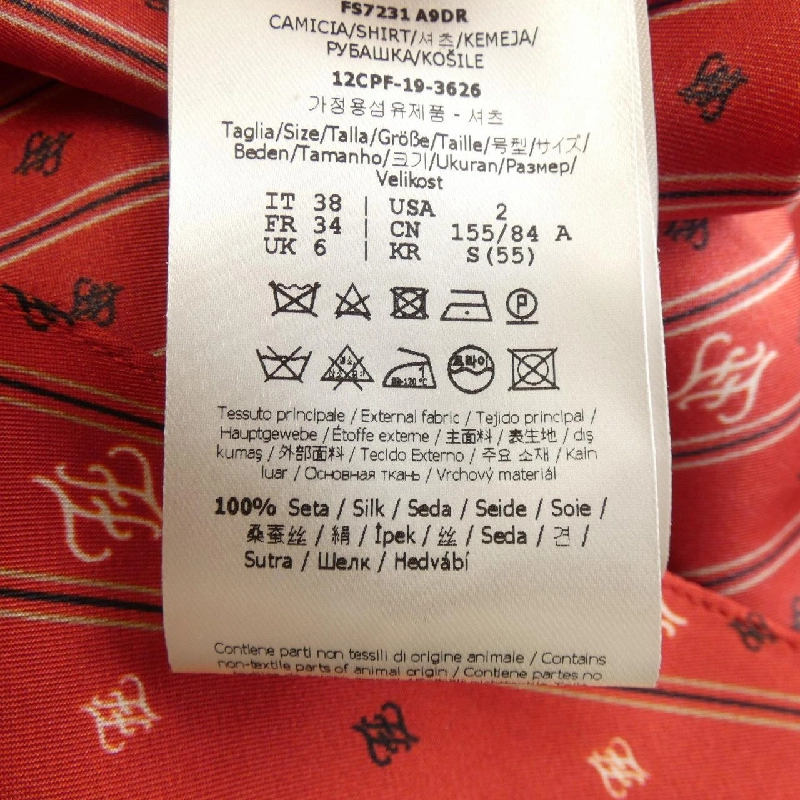 FS7231 A9DR
CAMICIA/SHIRT/셔츠/KEMEJA/
РУБАШКА/KOŠILE
12CPF-19-3626
가정용섬유제품 - 셔츠
Taglia/Size/Talla/Größe/Taille/号型/サイズ/
Beden/Tamanho/크기/Ukuran/Размер/
Velikost
IT 38 | USA 2
FR 34 | CN 155/84 A
UK 6 | KR S(55)
P
드라이
Tessuto principale / External fabric / Tejido principal /
Hauptgewebe / Étoffe externe / 主面料 / 表生地 / diş
kumaş / 外部面料 / Tecido Externo / 주요 소재 / Kain
luar / Основная ткань / Vrchový materiál
100% Seta / Silk / Seda / Seide / Soie /
桑蚕丝 / 絹 / İpek / 丝 / Seda / 견 /
Sutra / Шелк / Hedvábí
Contiene parti non tessili di origine animale / Contains
non-textile parts of animal origin / Contiene partes no